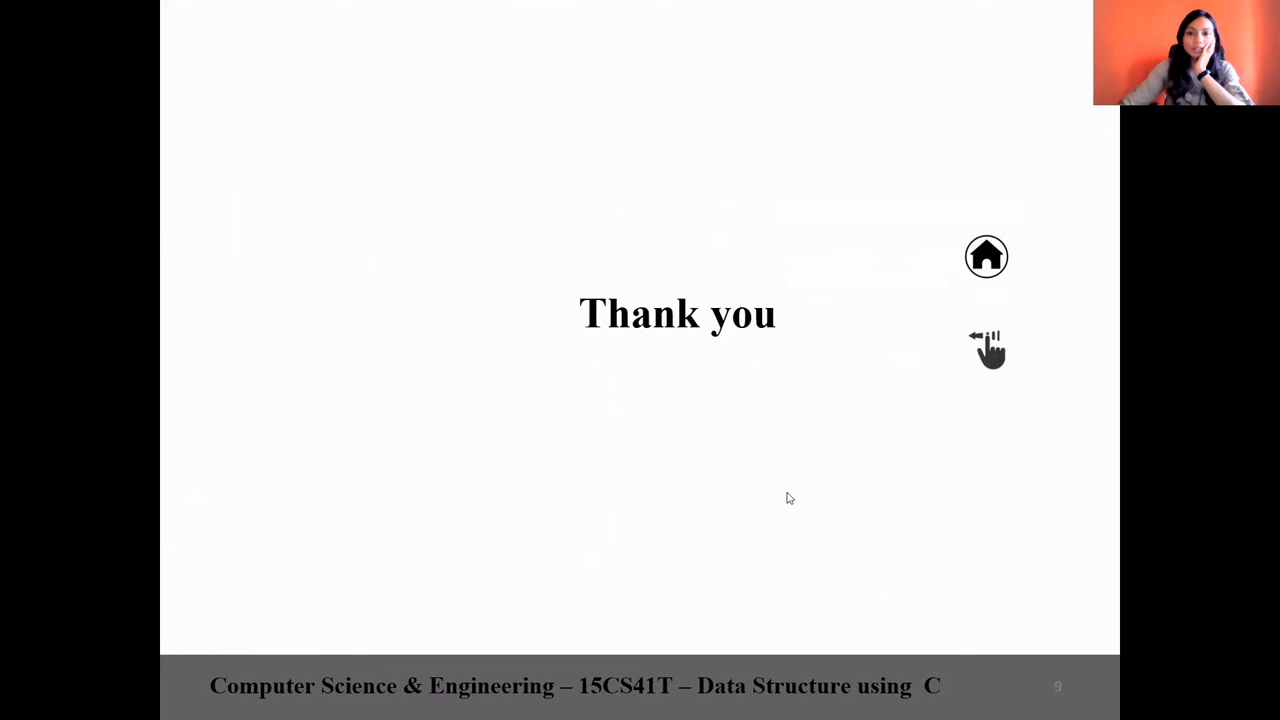 Thank you
Computer Science & Engineering – 15CS41T – Data Structure using C
9